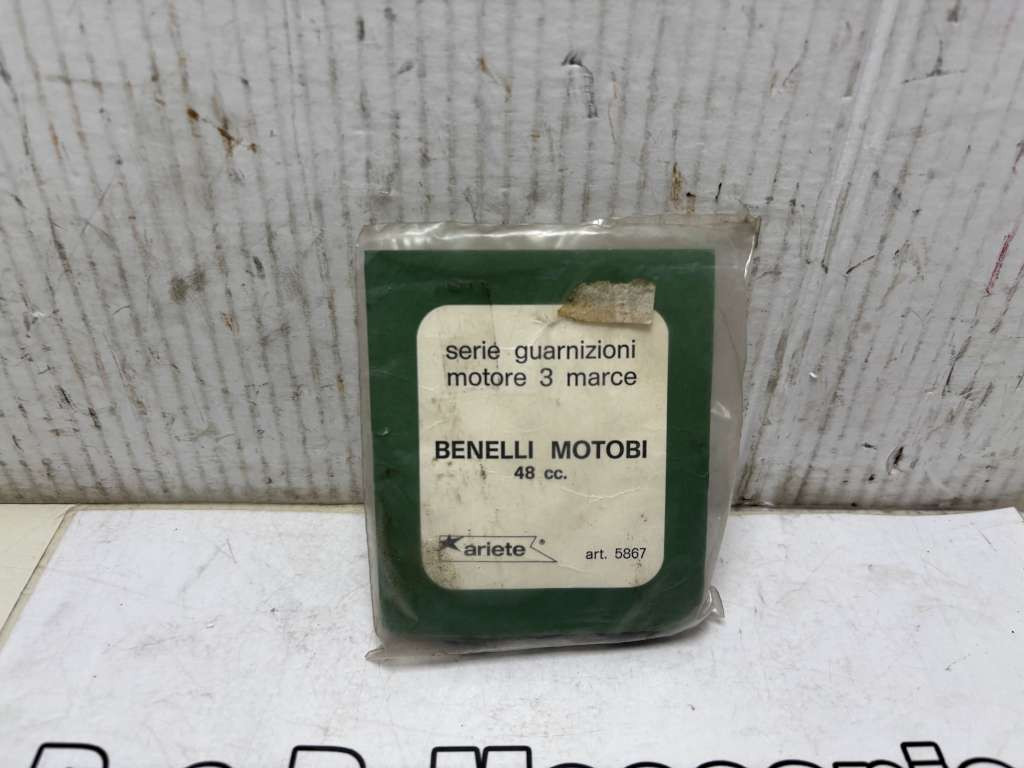 serie guarnizioni
motore 3 marce
BENELLI MOTOBI
48 cc.
ariete®
art. 5867